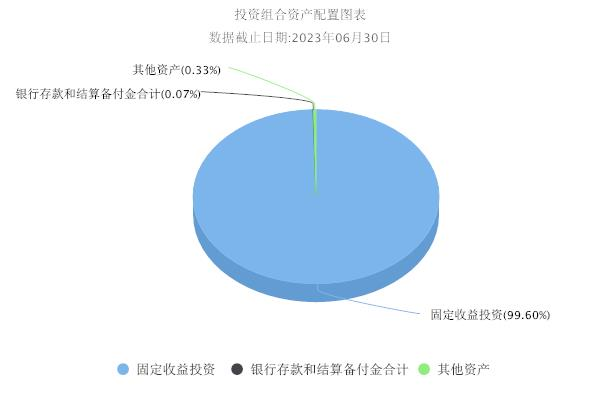 投资组合资产配置图表
数据截止日期:2023年06月30日
其他资产(0.33%)
银行存款和结算备付金合计(0.07%)
固定收益投资(99.60%)
固定收益投资 银行存款和结算备付金合计 其他资产